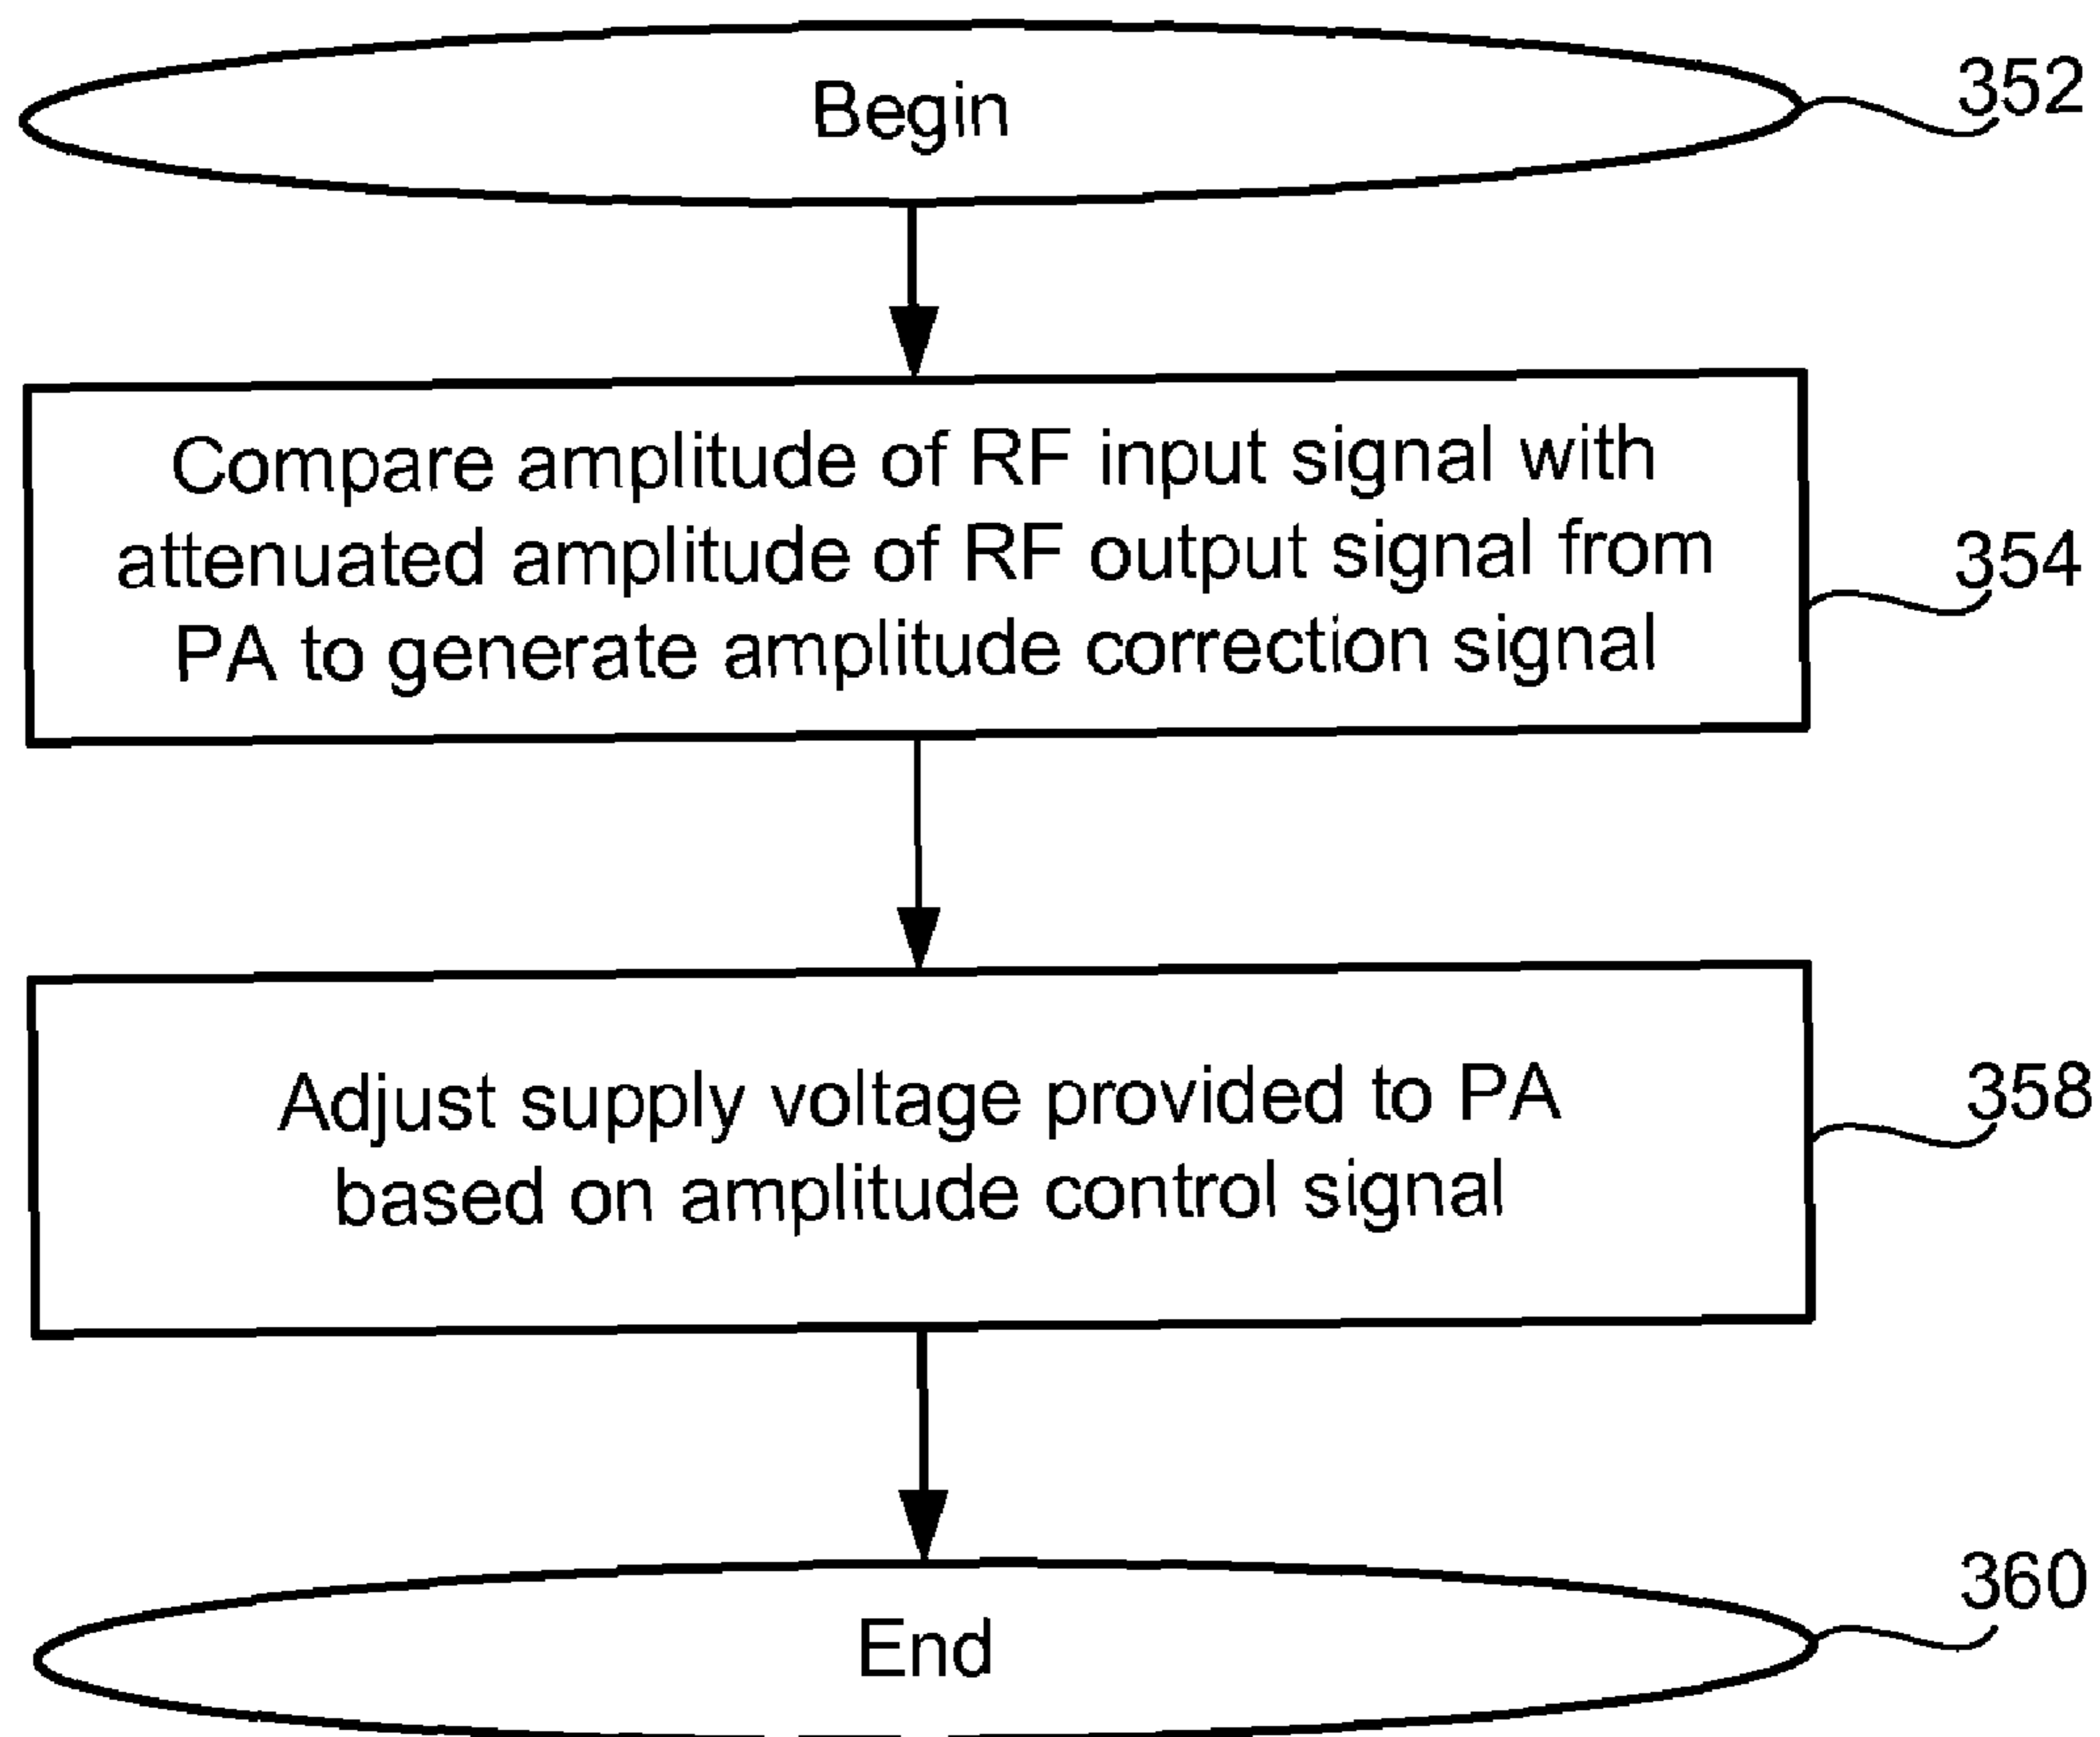 Begin
352
Compare amplitude of RF input signal with
attenuated amplitude of RF output signal from
PA to generate amplitude correction signal
354
Adjust supply voltage provided to PA
based on amplitude control signal
358
End
360